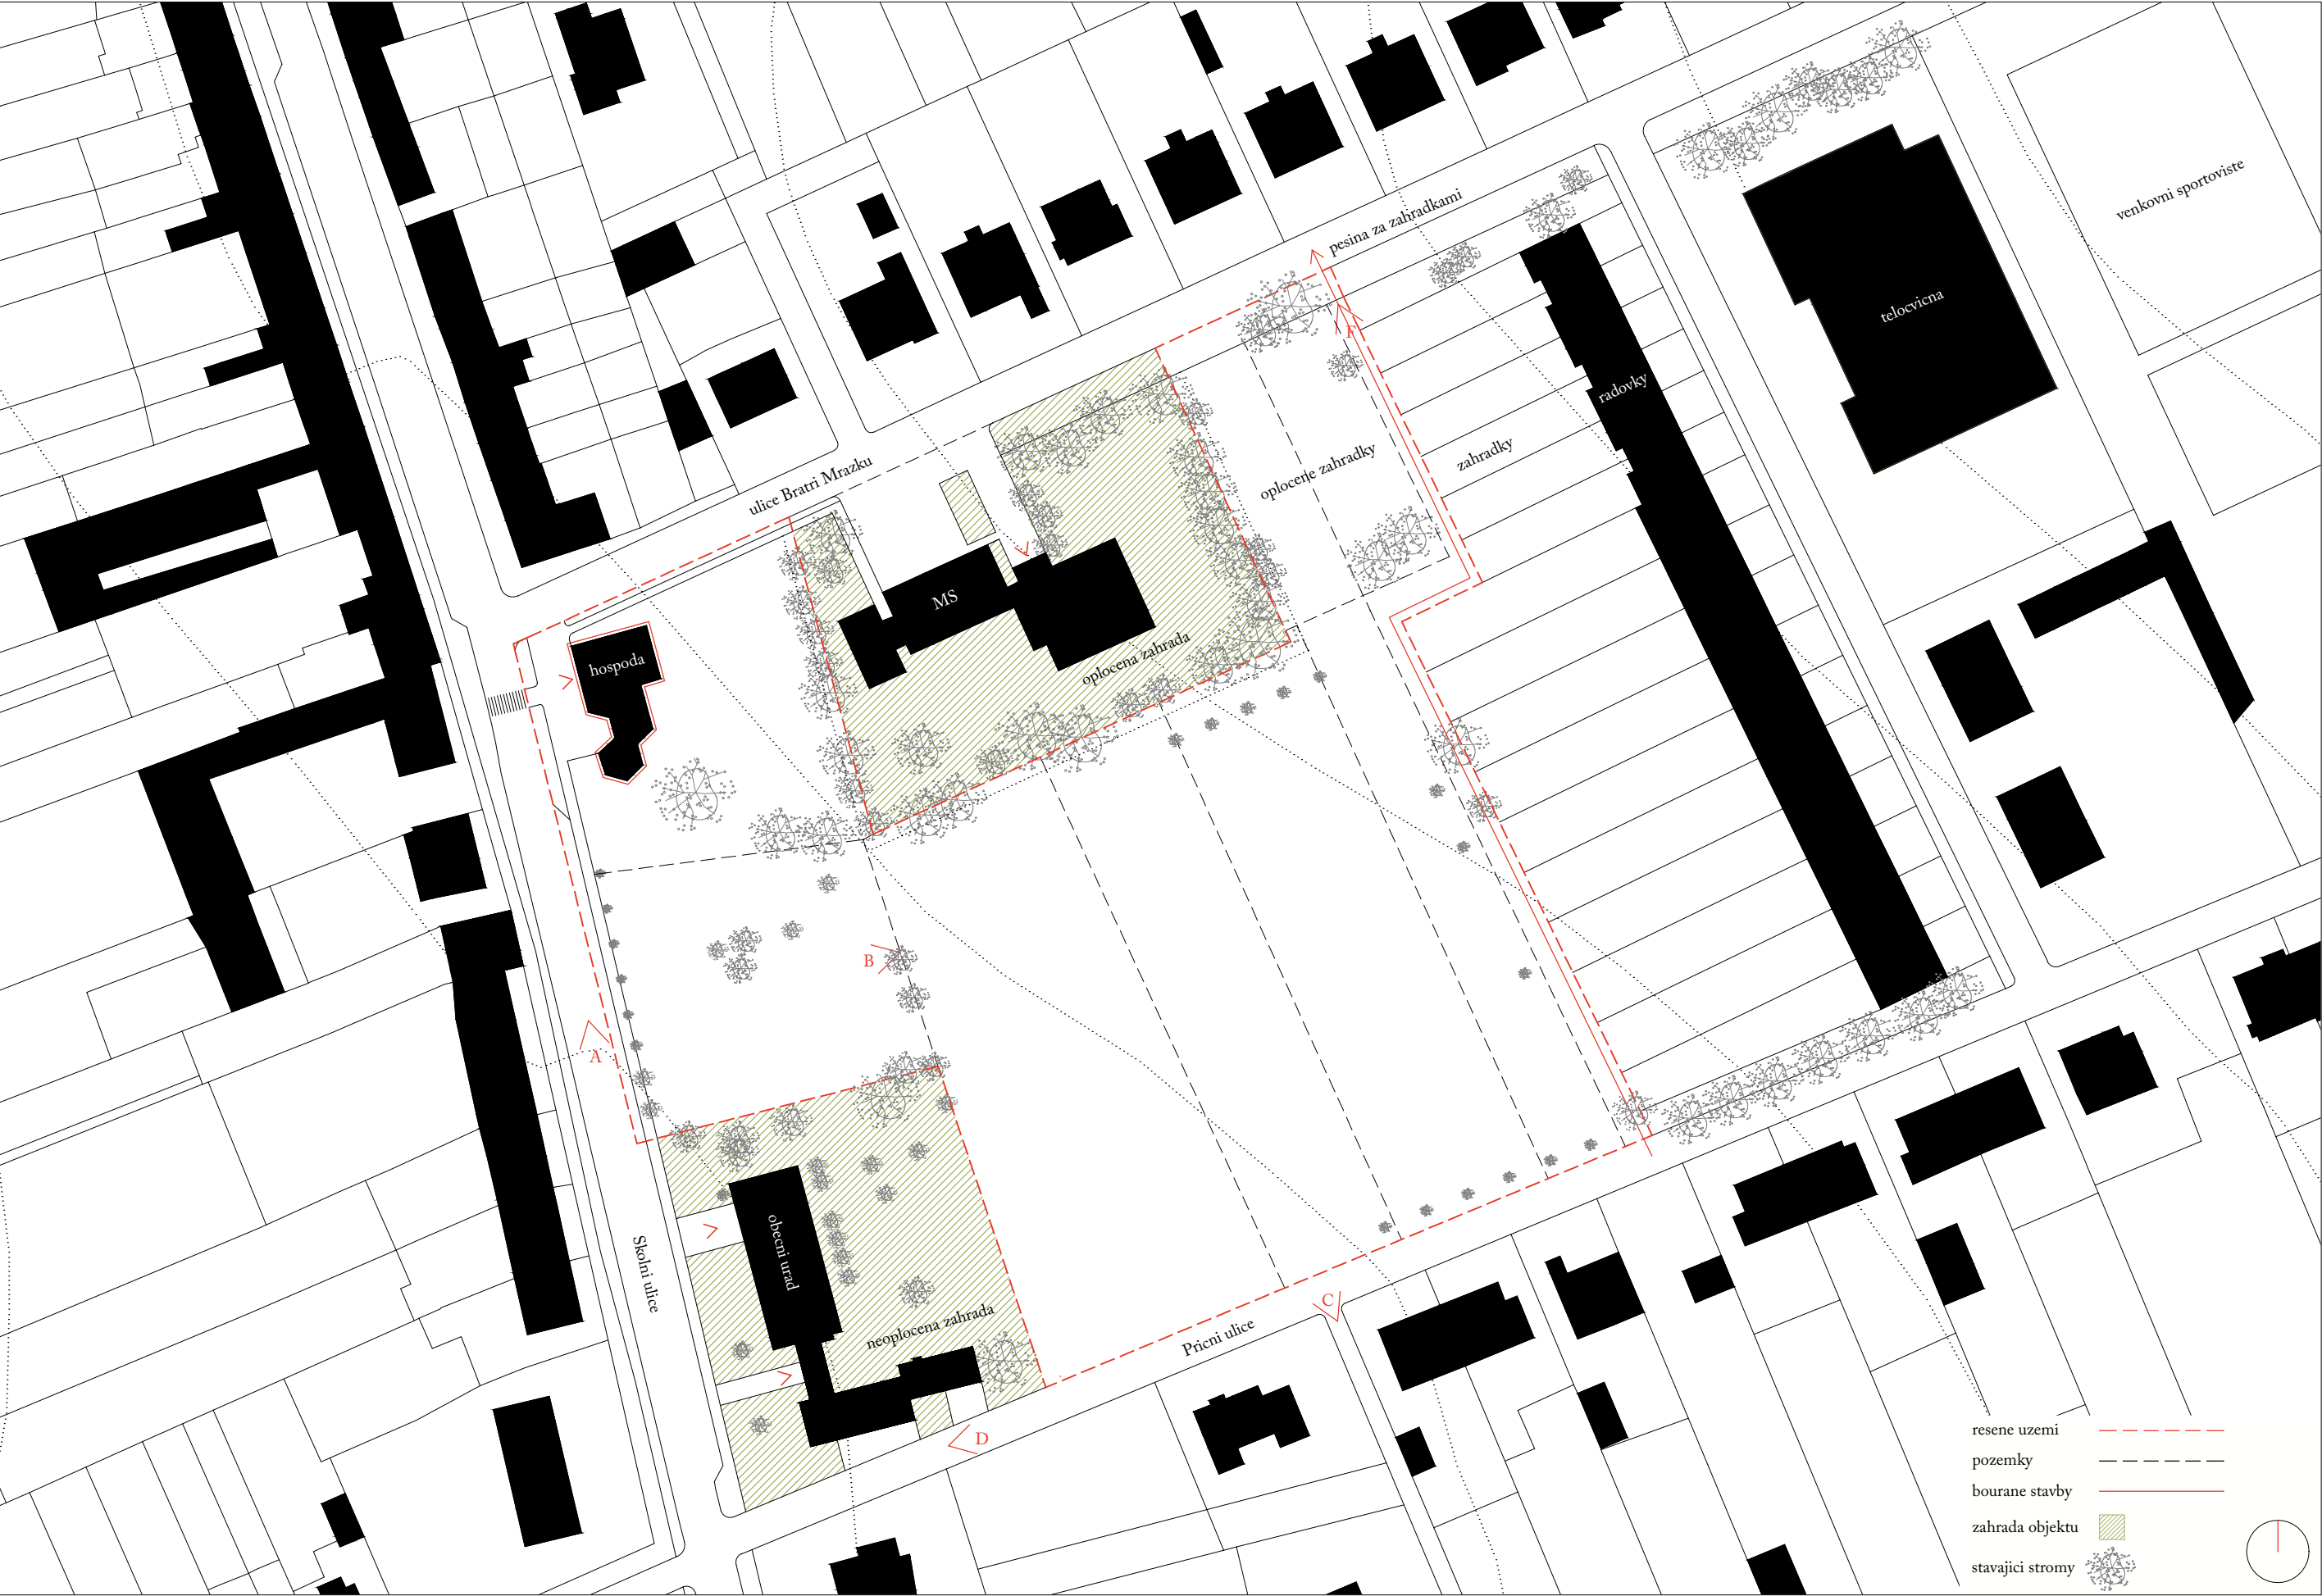 venkovni sportoviste
pesina za zahradkami
telocvicna
F
radovky
oplocene zahradky
zahradky
ulice Bratri Mrazku
MS
hospoda
oplocena zahrada
B
A
Skolni ulice
obecni urad
neoplocena zahrada
C
Pricni ulice
D
resene uzemi
pozemky
bourane stavby
zahrada objektu
stavajici stromy